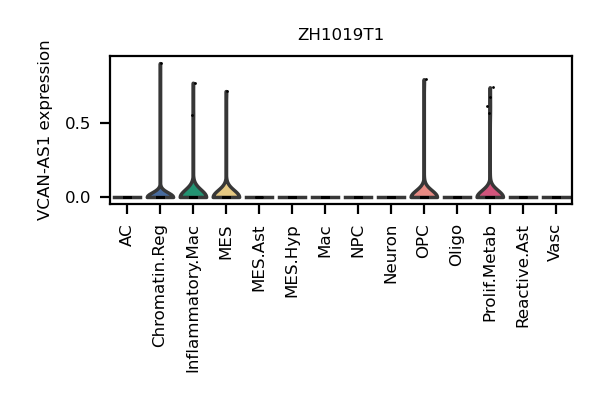 ZH1019T1
VCAN-AS1 expression
0.5
0.0
AC
Chromatin.Reg
Inflammatory.Mac
MES
MES.Ast
MES.Hyp
Mac
NPC
Neuron
OPC
Oligo
Prolif.Metab
Reactive.Ast
Vasc